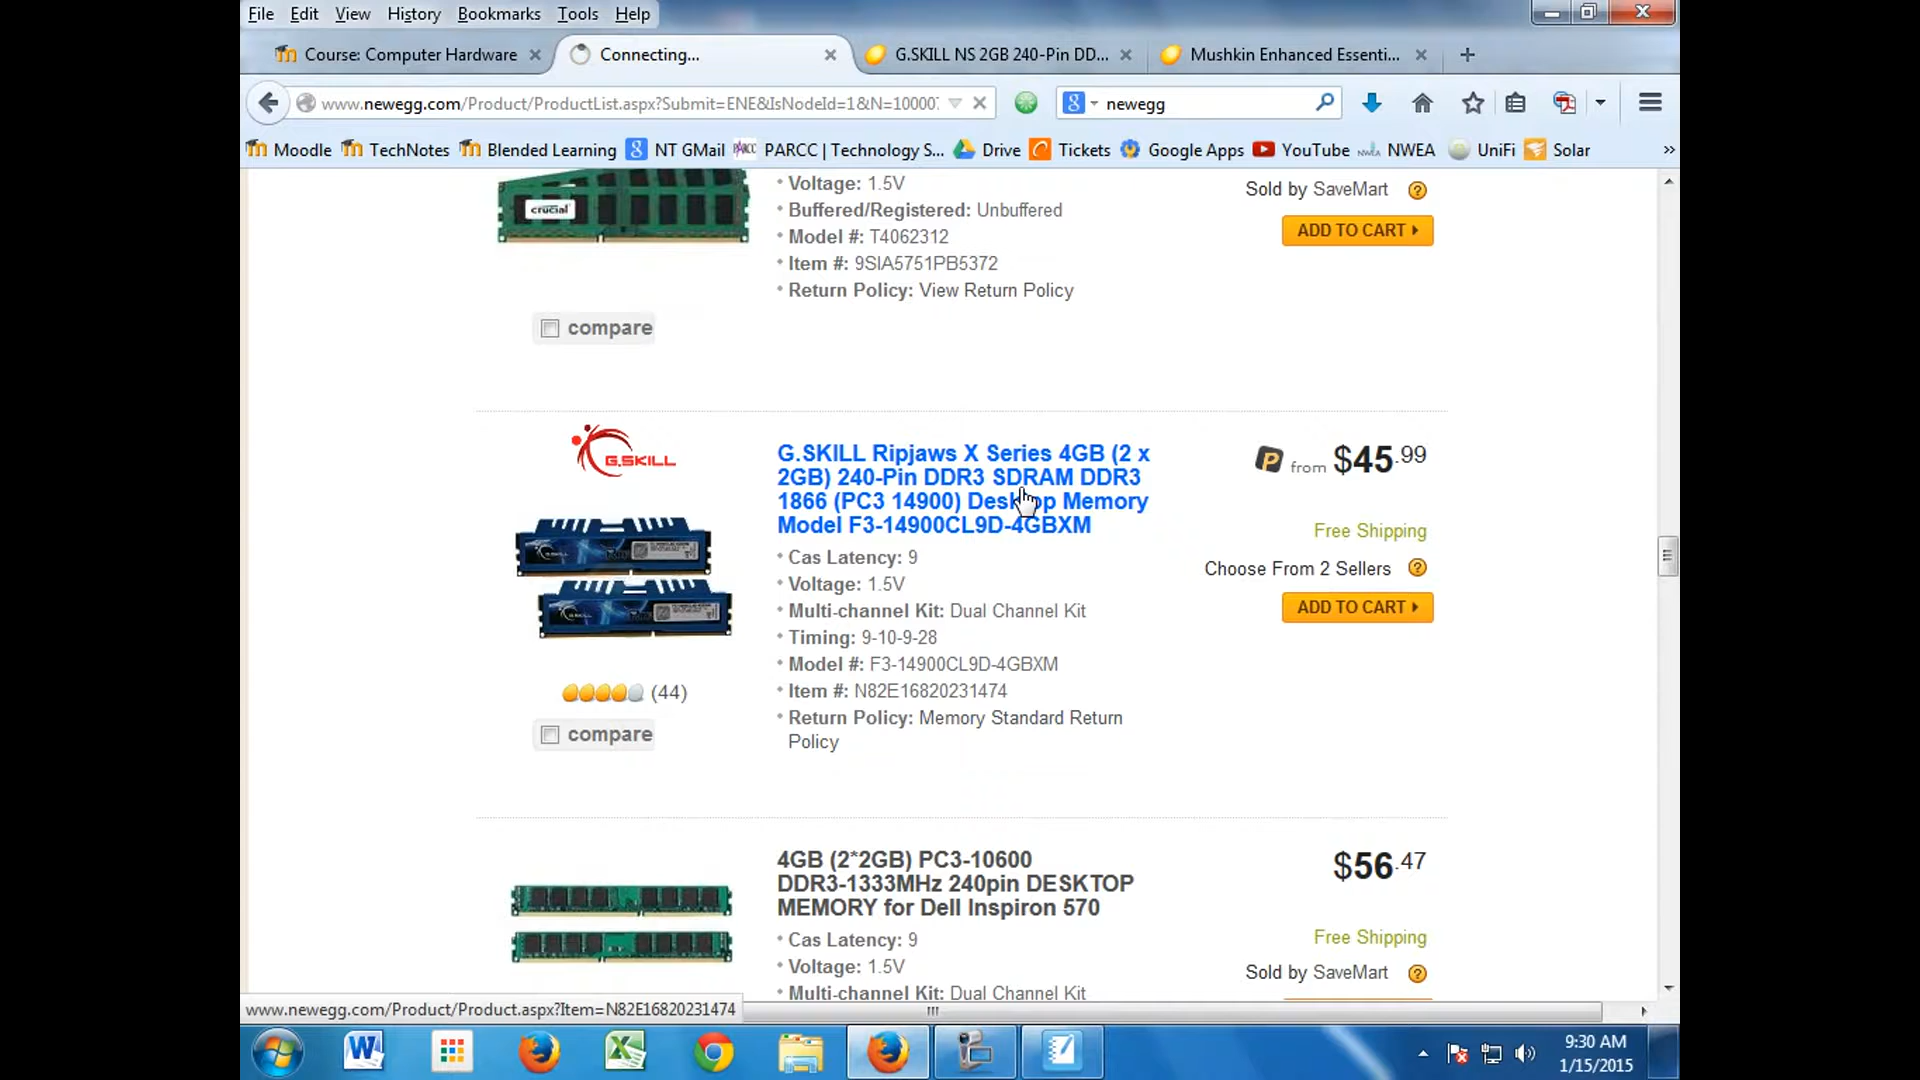 File Edit View History Bookmarks Tools Help
Course: Computer Hardware
Connecting...
G.SKILL NS 2GB 240-Pin DD...
Mushkin Enhanced Essenti...
www.newegg.com/Product/ProductList.aspx?Submit=ENE&IsNodeId=1&N=10000
newegg
Moodle TechNotes Blended Learning NT GMail PARCC | Technology S... Drive Tickets Google Apps YouTube NWEA UniFi Solar »
crucial
Voltage: 1.5V
Buffered/Registered: Unbuffered
Model #: T4062312
Item #: 9SIA5751PB5372
Return Policy: View Return Policy
Sold by SaveMart
ADD TO CART
compare
G.SKILL
G.SKILL Ripjaws X Series 4GB (2 x
2GB) 240-Pin DDR3 SDRAM DDR3
1866 (PC3 14900) Desktop Memory
Model F3-14900CL9D-4GBXM
Cas Latency: 9
Voltage: 1.5V
Multi-channel Kit: Dual Channel Kit
Timing: 9-10-9-28
Model #: F3-14900CL9D-4GBXM
Item #: N82E16820231474
Return Policy: Memory Standard Return
Policy
from $45.99
Free Shipping
Choose From 2 Sellers
ADD TO CART
(44)
compare
4GB (2*2GB) PC3-10600
DDR3-1333MHz 240pin DESKTOP
MEMORY for Dell Inspiron 570
Cas Latency: 9
Voltage: 1.5V
Multi-channel Kit: Dual Channel Kit
$56.47
Free Shipping
Sold by SaveMart
www.newegg.com/Product/Product.aspx?Item=N82E16820231474
9:30 AM
1/15/2015